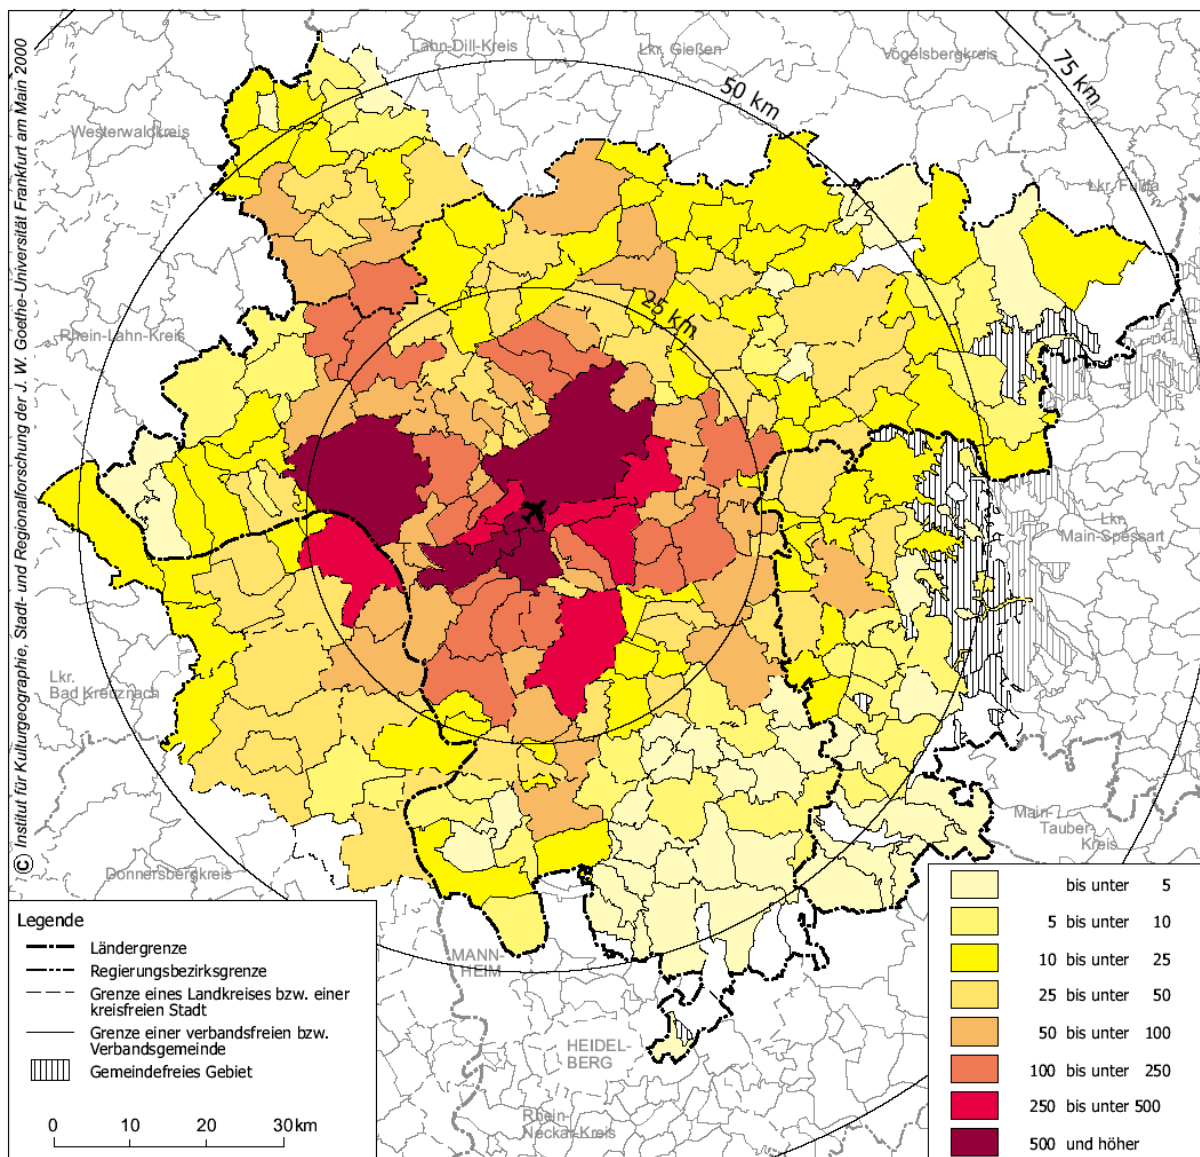 © Institut für Kulturgeographie, Stadt- und Regionalforschung der J. W. Goethe-Universität Frankfurt am Main 2000
Lahn-Dill-Kreis
Lkr. Gießen
Vogelsbergkreis
75 km
50 km
Westerwaldkreis
Lkr. Fulda
25 km
Rhein-Lahn-Kreis
Lkr.
Main-Spessart
Lkr.
Bad Kreuznach
Main-
Tauber-
Kreis
Donnersbergkreis
MANN-
HEIM
HEIDEL-
BERG
Rhein-
Neckar-Kreis
Legende
Ländergrenze
Regierungsbezirksgrenze
Grenze eines Landkreises bzw. einer
kreisfreien Stadt
Grenze einer verbandsfreien bzw.
Verbandsgemeinde
Gemeindefreies Gebiet
0 10 20 30 km
bis unter 5
5 bis unter 10
10 bis unter 25
25 bis unter 50
50 bis unter 100
100 bis unter 250
250 bis unter 500
500 und höher